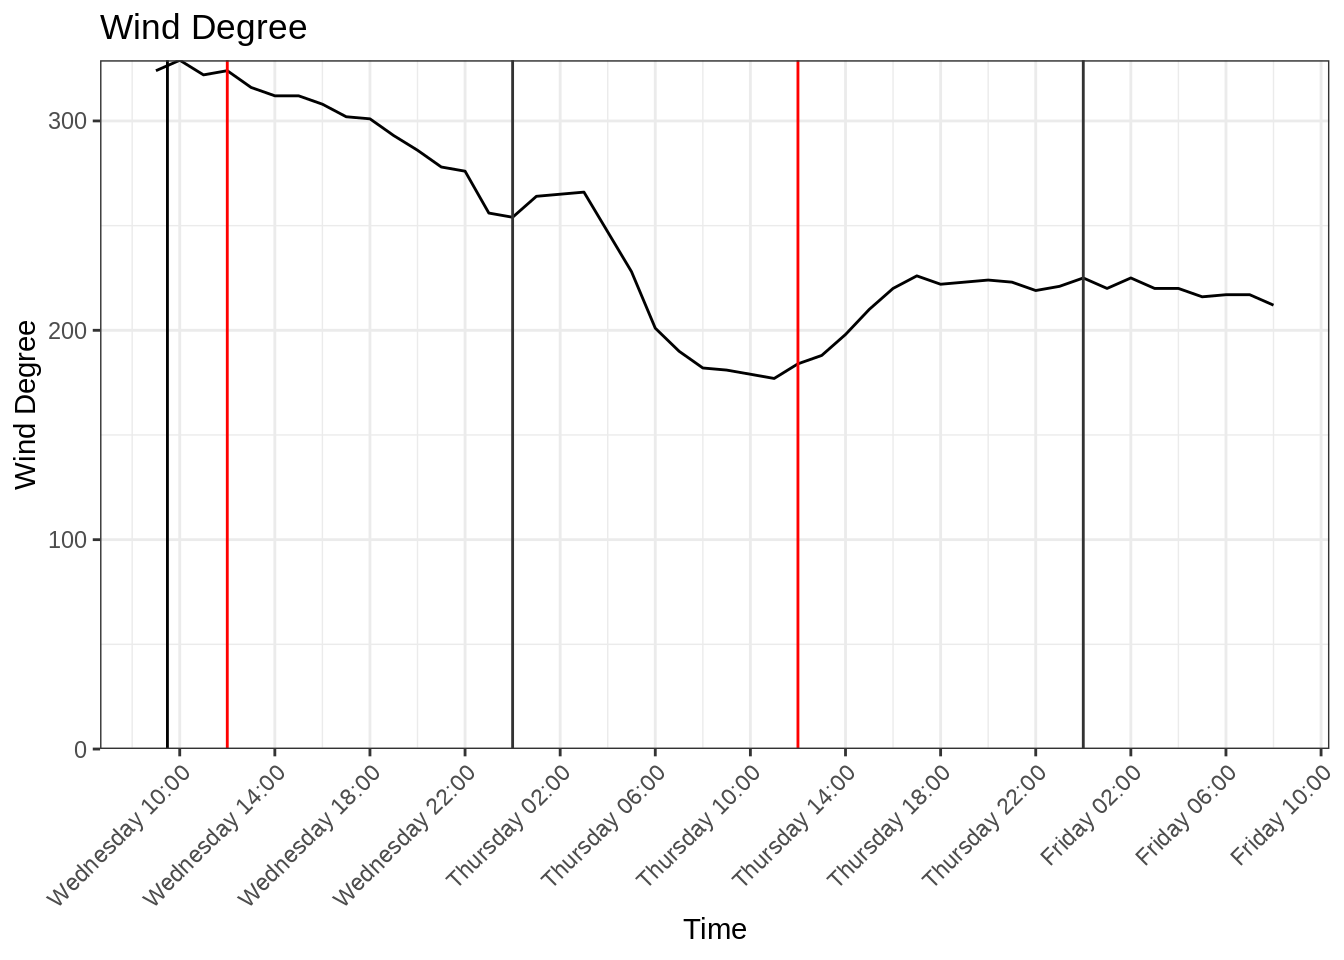 Wind Degree
Wind Degree
300
200
100
0
Wednesday 10:00
Wednesday 14:00
Wednesday 18:00
Wednesday 22:00
Thursday 02:00
Thursday 06:00
Thursday 10:00
Thursday 14:00
Thursday 18:00
Thursday 22:00
Friday 02:00
Friday 06:00
Friday 10:00
Time